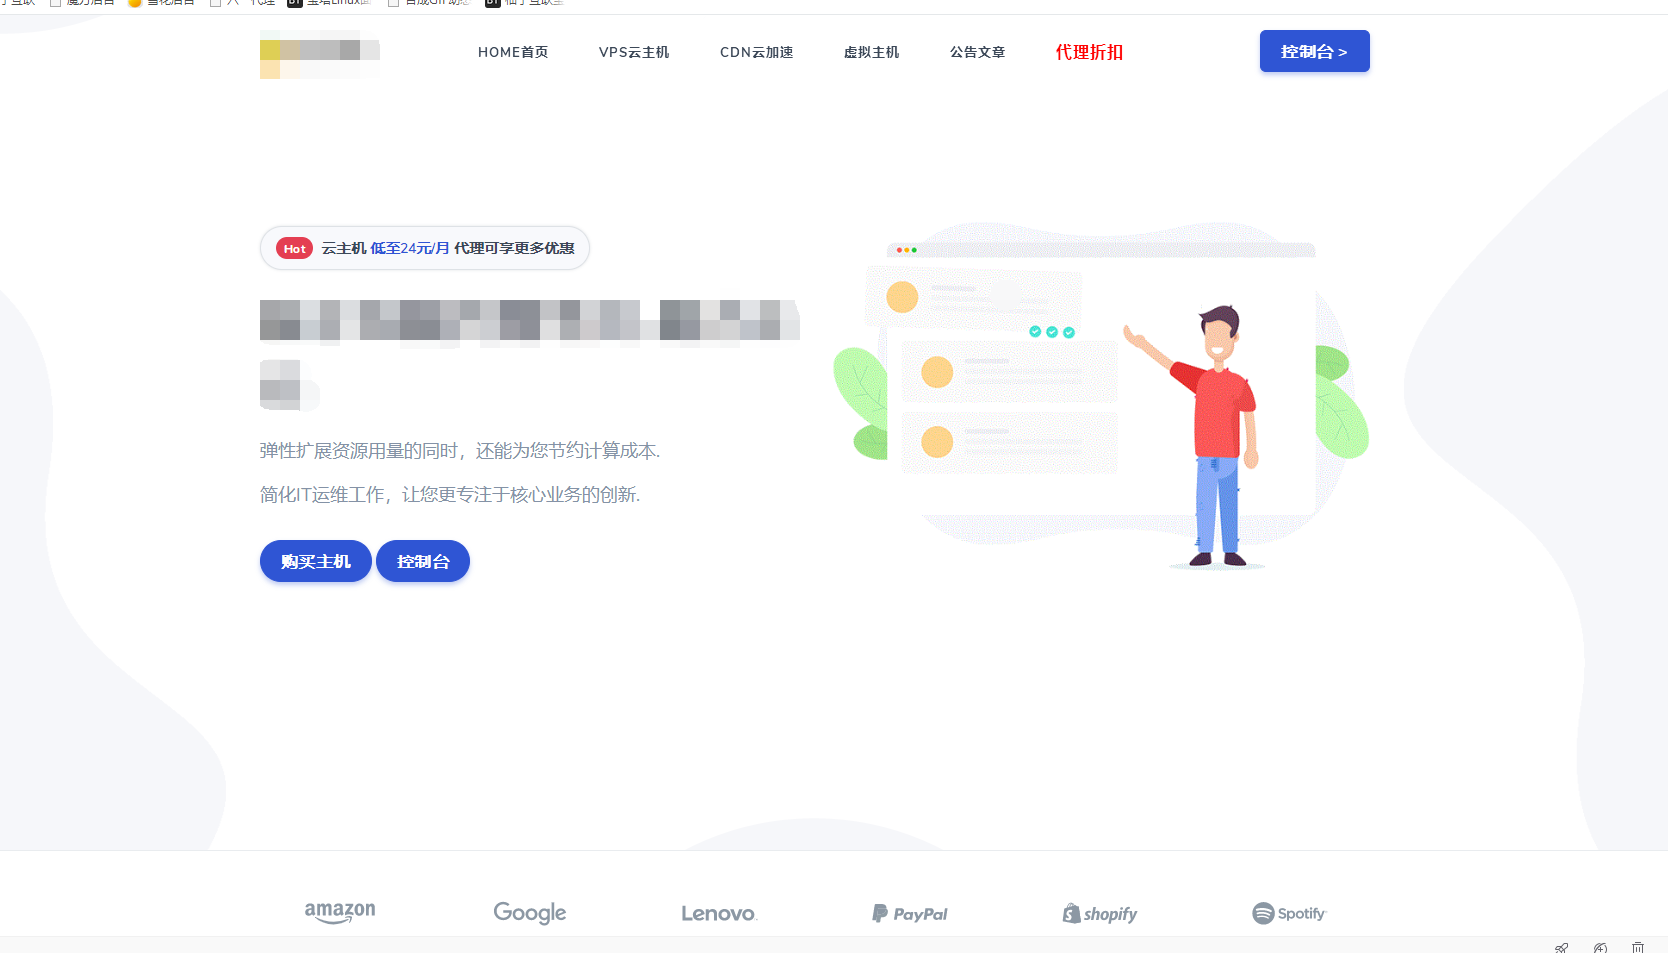 HOME首页
VPS云主机
CDN云加速
虚拟主机
公告文章
代理折扣
控制台 >
Hot 云主机 低至24元/月 代理可享更多优惠
弹性扩展资源用量的同时，还能为您节约计算成本.
简化IT运维工作，让您更专注于核心业务的创新.
购买主机
控制台
amazon
Google
Lenovo
PayPal
shopify
Spotify